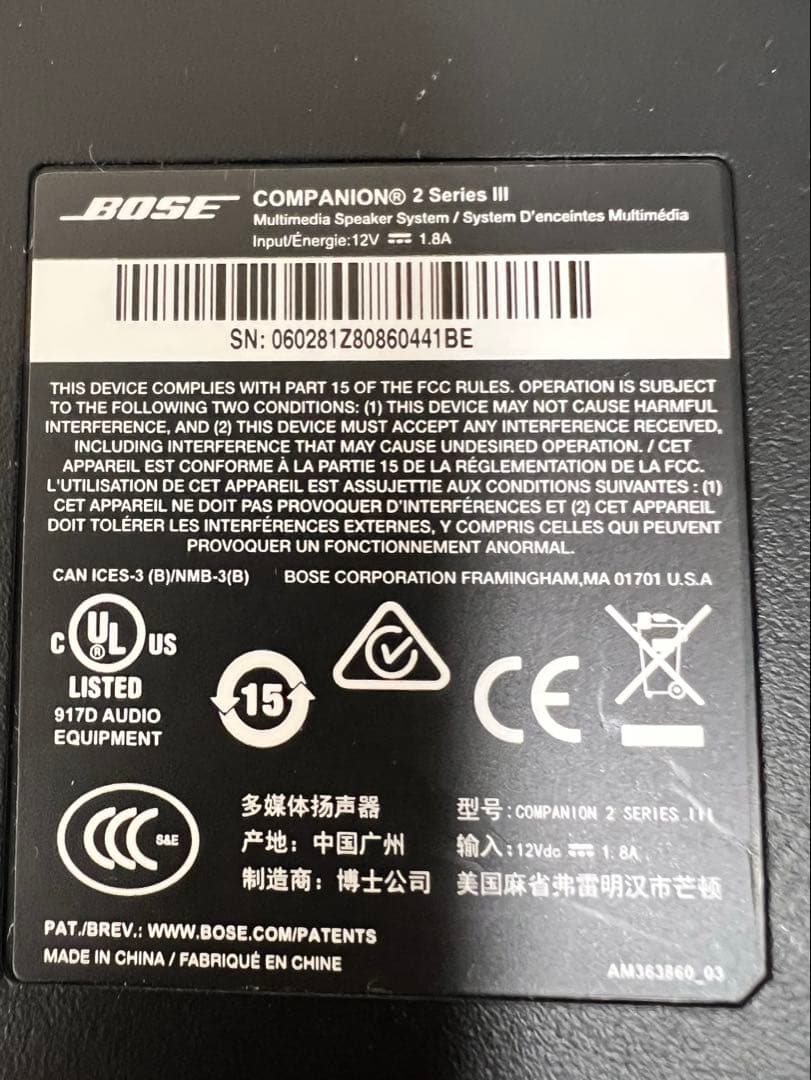 BOSE
COMPANION® 2 Series III
Multimedia Speaker System / System D'enceintes Multimédia
Input/Énergie:12V ⎓ 1.8A
SN: 060281Z80860441BE
THIS DEVICE COMPLIES WITH PART 15 OF THE FCC RULES. OPERATION IS SUBJECT
TO THE FOLLOWING TWO CONDITIONS: (1) THIS DEVICE MAY NOT CAUSE HARMFUL
INTERFERENCE, AND (2) THIS DEVICE MUST ACCEPT ANY INTERFERENCE RECEIVED,
INCLUDING INTERFERENCE THAT MAY CAUSE UNDESIRED OPERATION. / CET
APPAREIL EST CONFORME À LA PARTIE 15 DE LA RÉGLEMENTATION DE LA FCC.
L'UTILISATION DE CET APPAREIL EST ASSUJETTIE AUX CONDITIONS SUIVANTES : (1)
CET APPAREIL NE DOIT PAS PROVOQUER D'INTERFÉRENCES ET (2) CET APPAREIL
DOIT TOLÉRER LES INTERFÉRENCES EXTERNES, Y COMPRIS CELLES QUI PEUVENT
PROVOQUER UN FONCTIONNEMENT ANORMAL.
CAN ICES-3 (B)/NMB-3(B) BOSE CORPORATION FRAMINGHAM,MA 01701 U.S.A
C UL® US
LISTED
917D AUDIO
EQUIPMENT
15
CE
CCC S&E
多媒体扬声器 型号:COMPANION 2 SERIES III
产地：中国广州 输入:12Vdc ⎓ 1.8A
制造商：博士公司 美国麻省弗雷明汉市芒顿
PAT./BREV.: WWW.BOSE.COM/PATENTS
MADE IN CHINA / FABRIQUÉ EN CHINE
AM363860_03